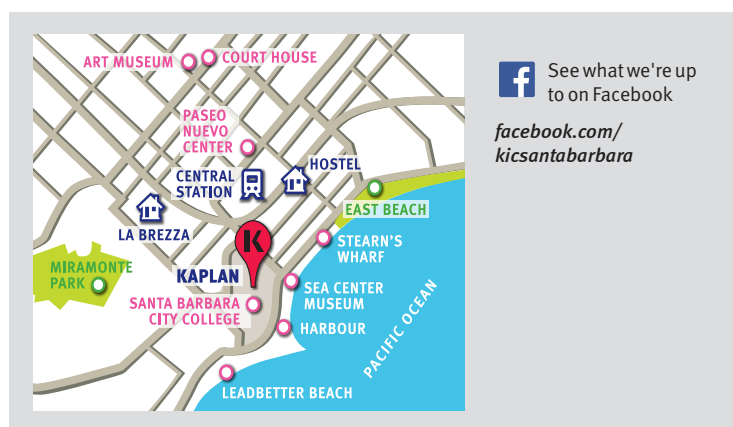 ART MUSEUM
COURT HOUSE
PASEO
NUEVO
CENTER
HOSTEL
CENTRAL
STATION
EAST BEACH
LA BREZZA
STEARN'S
WHARF
K
MIRAMONTE
PARK
KAPLAN
SEA CENTER
MUSEUM
SANTA BARBARA
CITY COLLEGE
HARBOUR
PACIFIC OCEAN
LEADBETTER BEACH
f
See what we're up
to on Facebook
facebook.com/
kicsantabarbara